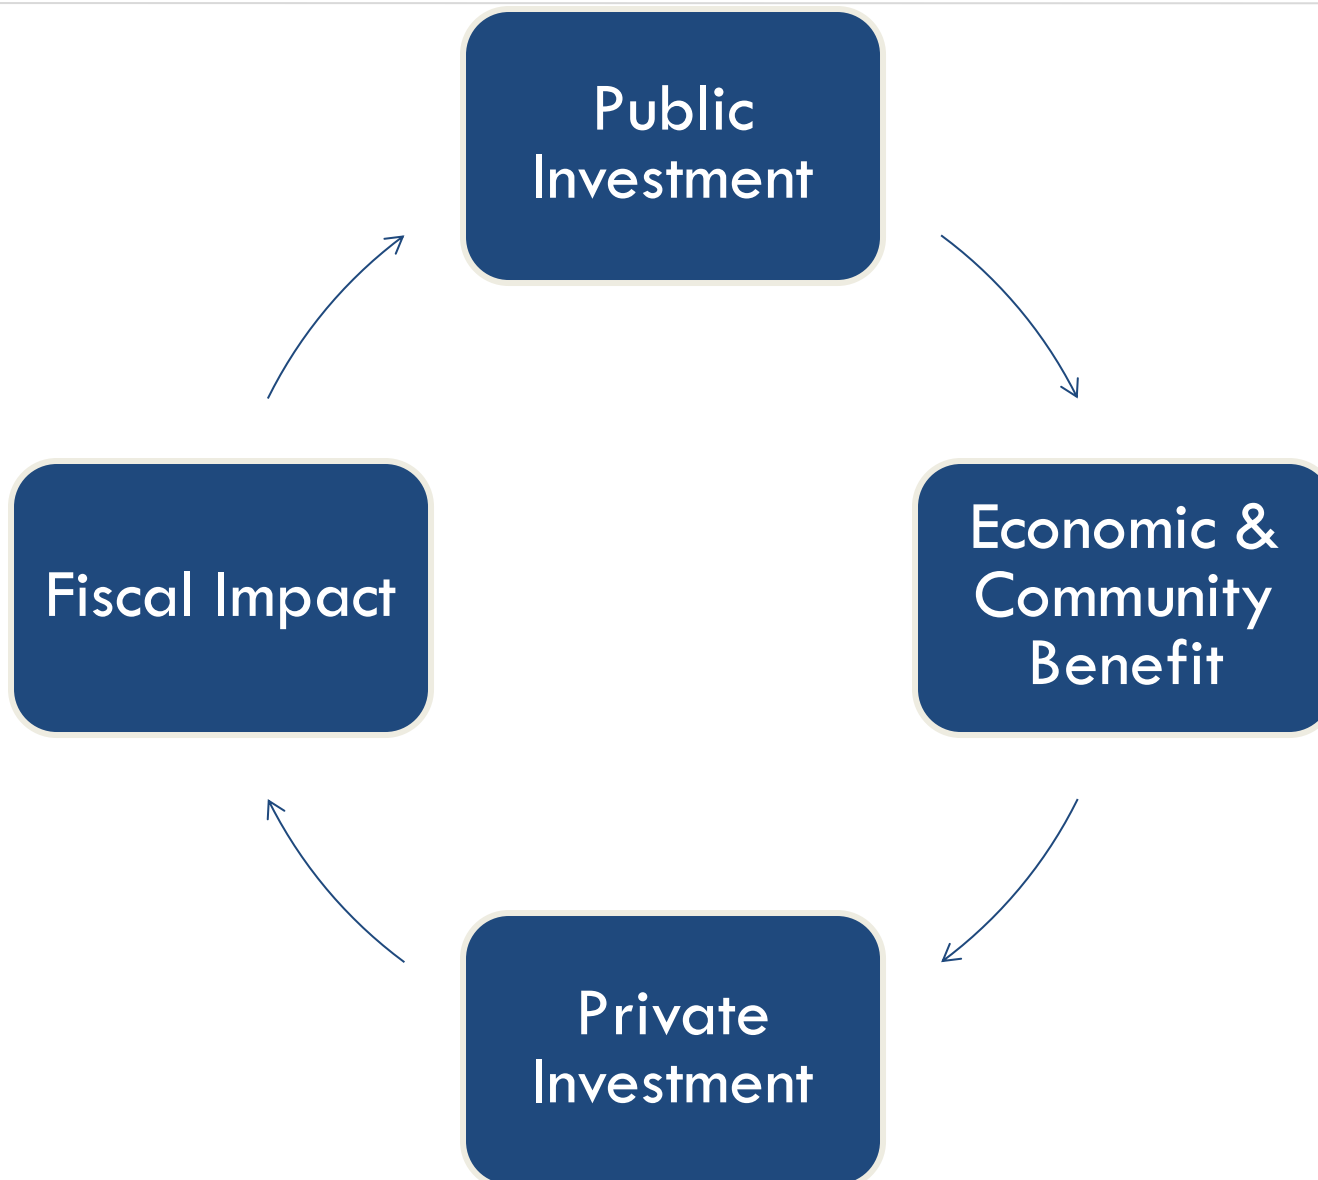 Public
Investment
Economic &
Community
Benefit
Private
Investment
Fiscal Impact